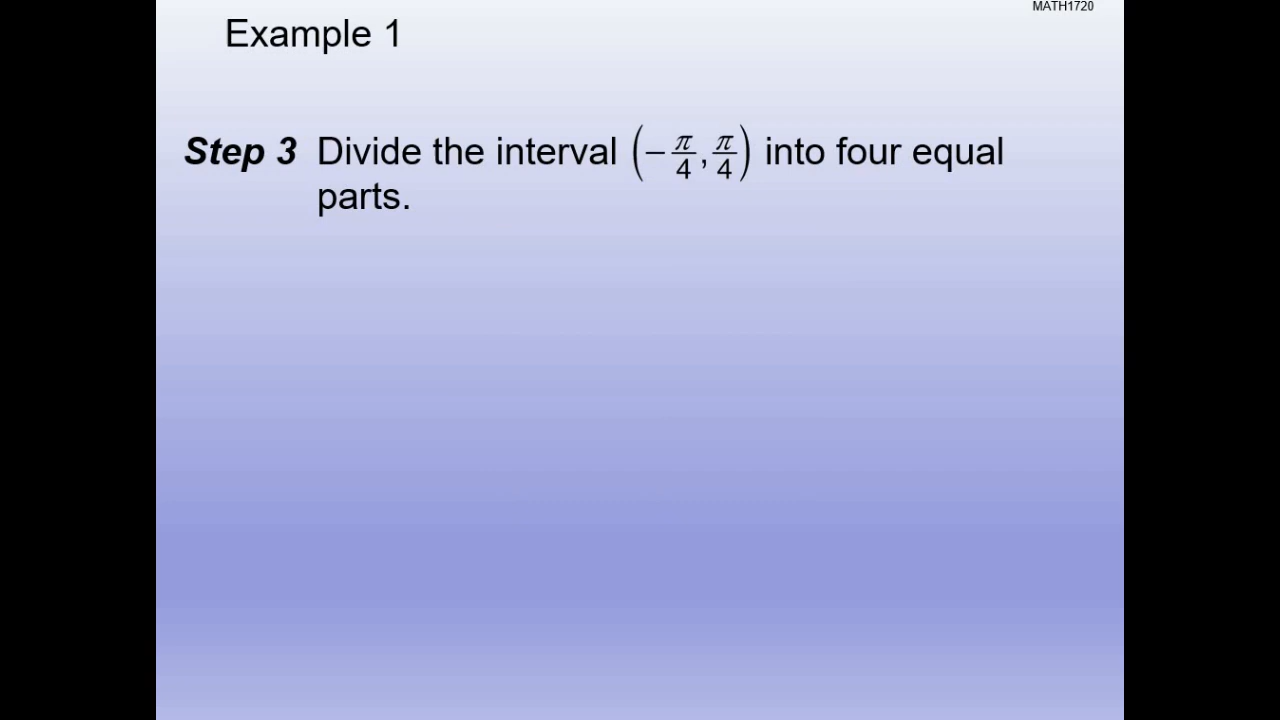 MATH1720
Example 1
Step 3 Divide the interval (−π/4, π/4) into four equal
parts.